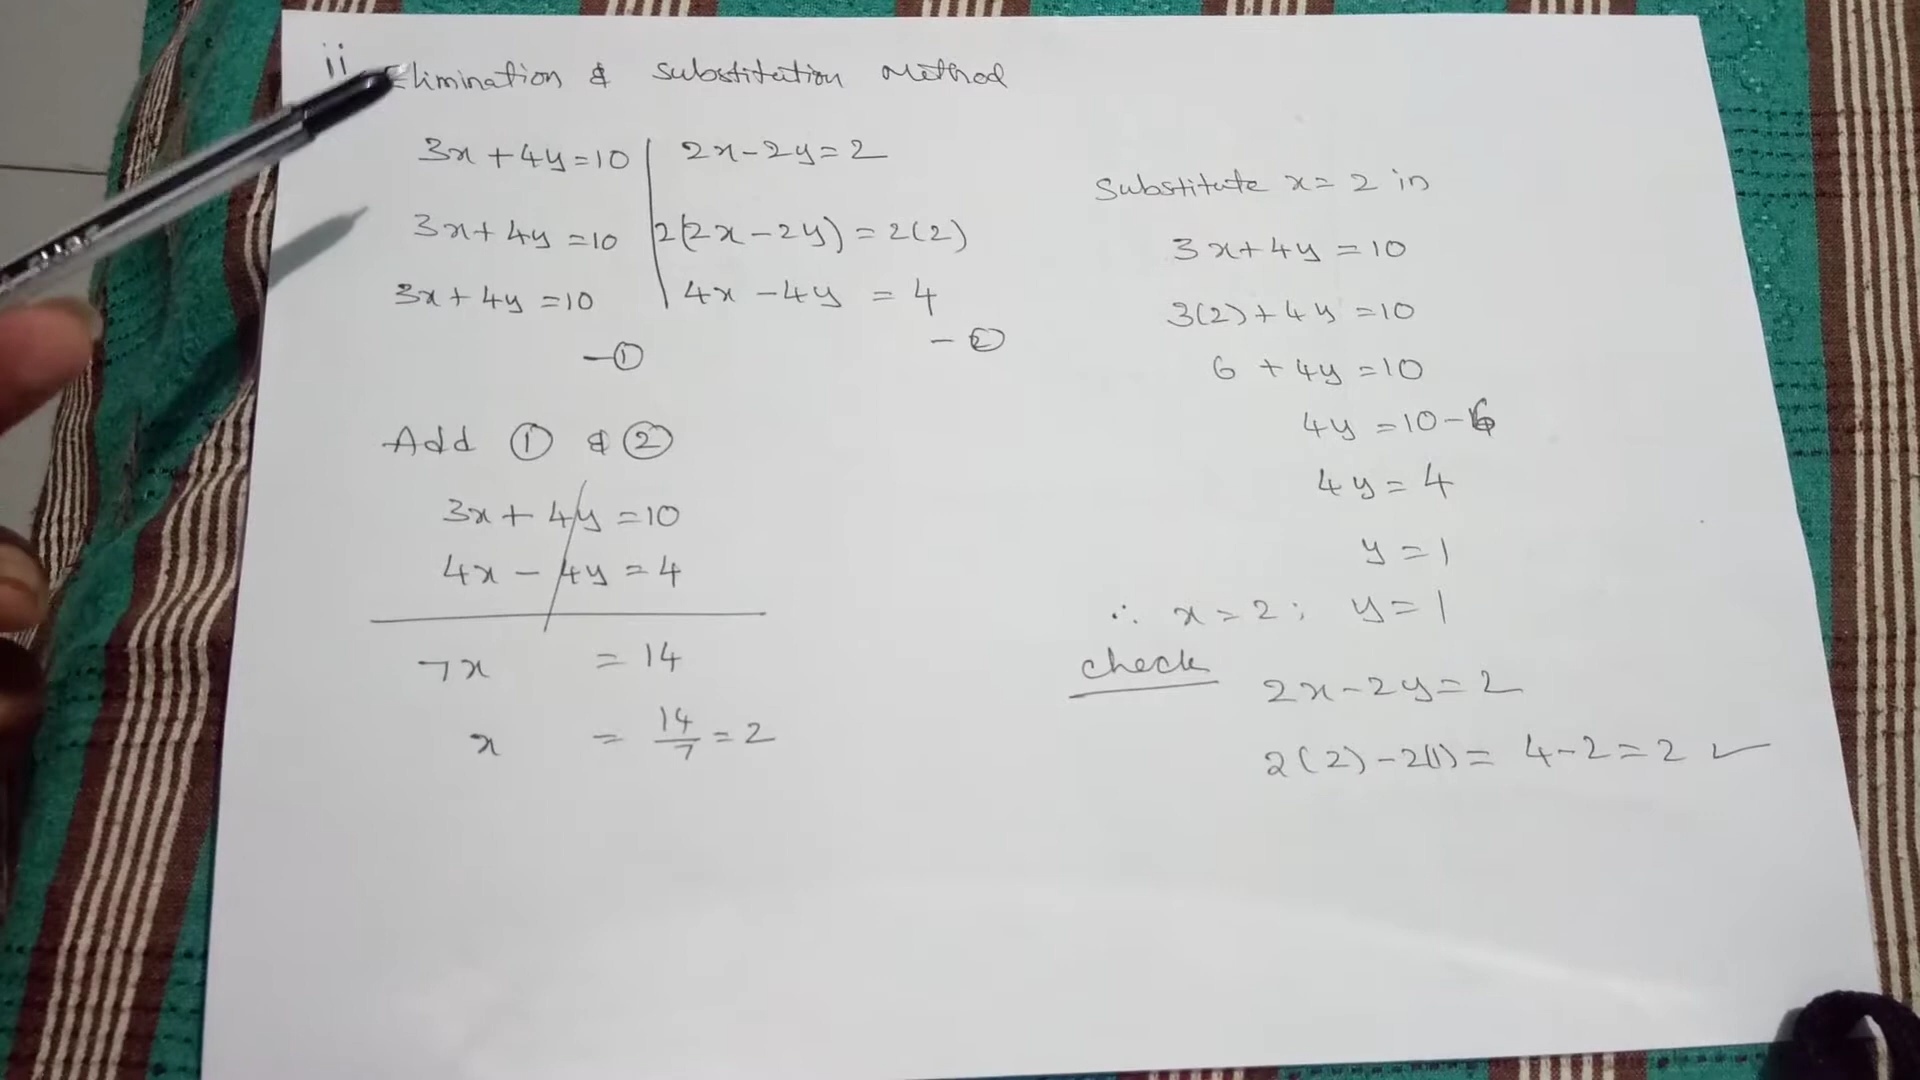 ii Elimination & substitution method
3x + 4y = 10 | 2x - 2y = 2
3x + 4y = 10 | 2(2x - 2y) = 2(2)
3x + 4y = 10 | 4x - 4y = 4
- ① - ②
Add ① & ②
3x + 4y = 10
4x - 4y = 4
7x = 14
x = 14/7 = 2
Substitute x = 2 in
3x + 4y = 10
3(2) + 4y = 10
6 + 4y = 10
4y = 10 - 6
4y = 4
y = 1
∴ x = 2; y = 1
check
2x - 2y = 2
2(2) - 2(1) = 4 - 2 = 2 ✓